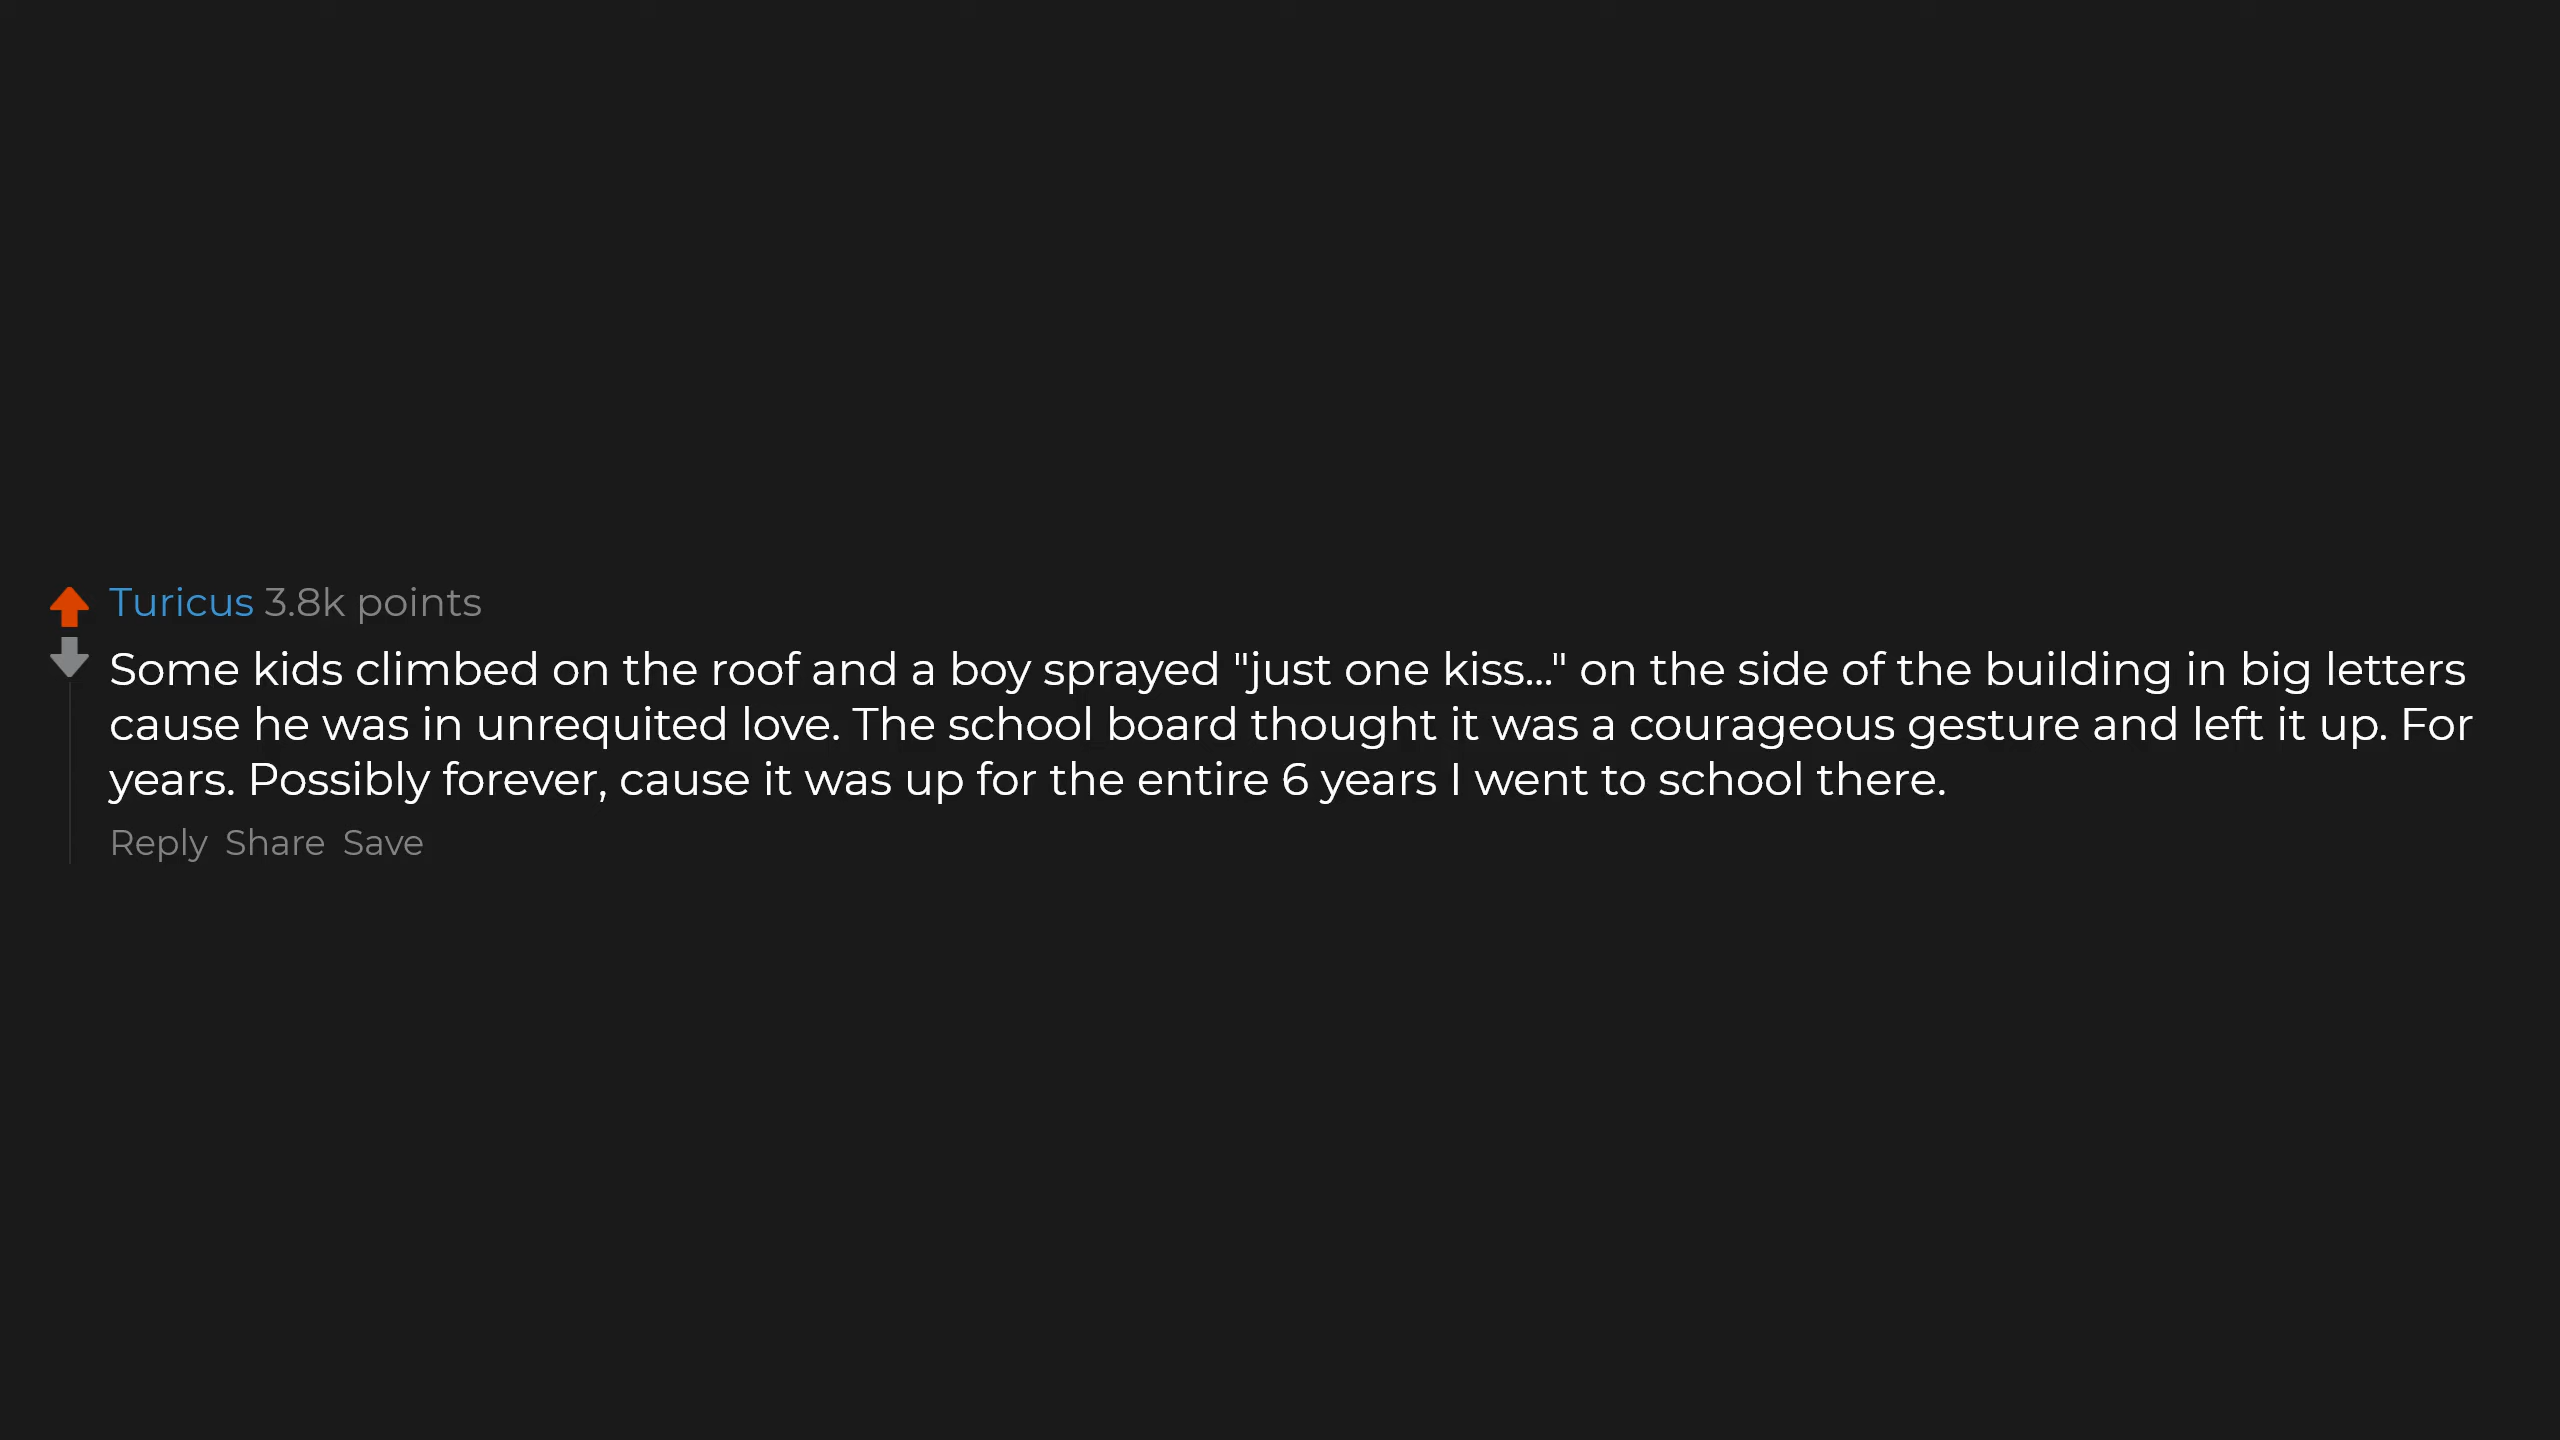 Turicus 3.8k points
Some kids climbed on the roof and a boy sprayed "just one kiss..." on the side of the building in big letters
cause he was in unrequited love. The school board thought it was a courageous gesture and left it up. For
years. Possibly forever, cause it was up for the entire 6 years I went to school there.
Reply Share Save